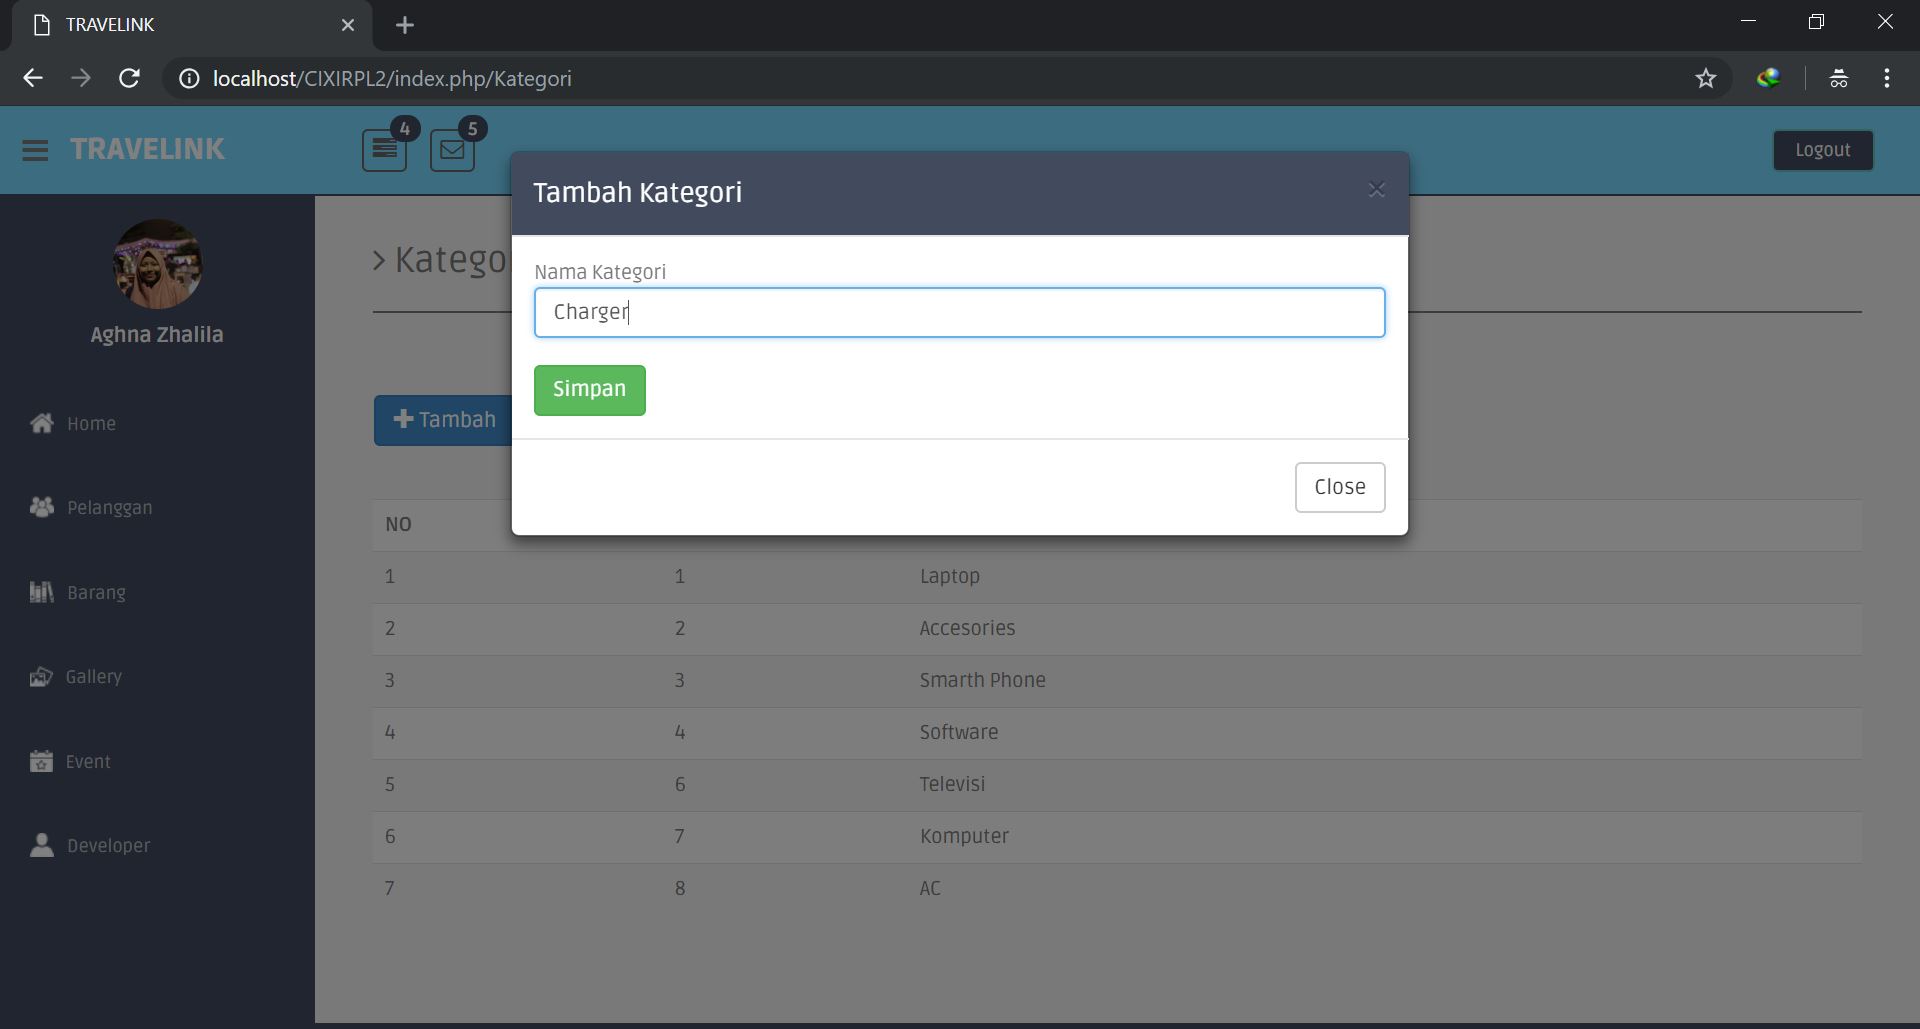 TRAVELINK
localhost/CIXIRPL2/index.php/Kategori
TRAVELINK
4
5
Logout
Tambah Kategori
×
Aghna Zhalila
Home
Pelanggan
Barang
Gallery
Event
Developer
> Katego
Nama Kategori
Charger
Simpan
Tambah
Close
NO
1 1 Laptop
2 2 Accesories
3 3 Smarth Phone
4 4 Software
5 6 Televisi
6 7 Komputer
7 8 AC